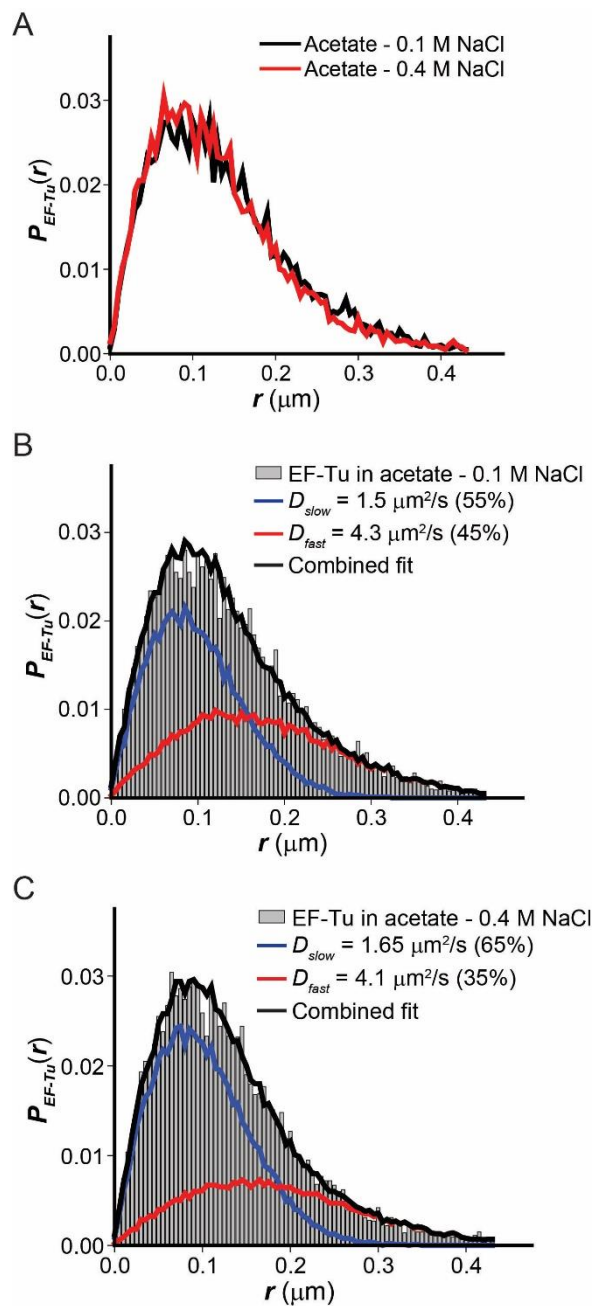 A
Acetate - 0.1 M NaCl
Acetate - 0.4 M NaCl
0.03
0.02
0.01
0.00
P_EF-Tu(r)
0.0 0.1 0.2 0.3 0.4
r (μm)
B
EF-Tu in acetate - 0.1 M NaCl
D_slow = 1.5 μm²/s (55%)
D_fast = 4.3 μm²/s (45%)
Combined fit
0.03
0.02
0.01
0.00
P_EF-Tu(r)
0.0 0.1 0.2 0.3 0.4
r (μm)
C
EF-Tu in acetate - 0.4 M NaCl
D_slow = 1.65 μm²/s (65%)
D_fast = 4.1 μm²/s (35%)
Combined fit
0.03
0.02
0.01
0.00
P_EF-Tu(r)
0.0 0.1 0.2 0.3 0.4
r (μm)